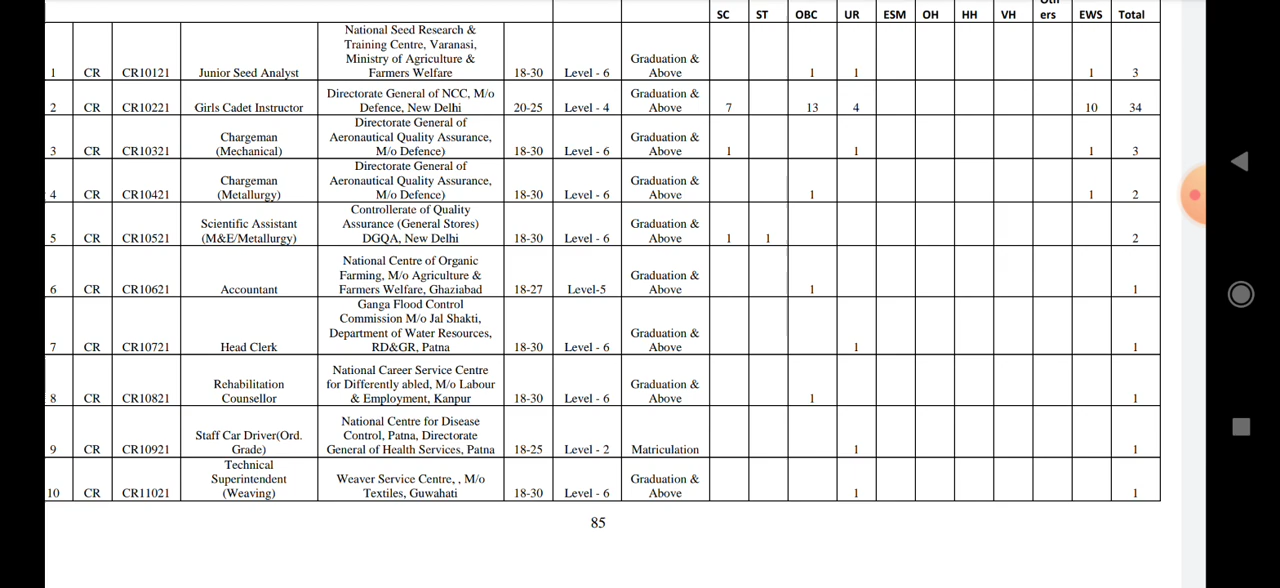 SC ST OBC UR ESM OH HH VH Oth ers EWS Total
National Seed Research &
Training Centre, Varanasi,
Ministry of Agriculture & Graduation &
1 CR CR10121 Junior Seed Analyst Farmers Welfare 18-30 Level - 6 Above 1 1 1 3
Directorate General of NCC, M/o Graduation &
2 CR CR10221 Girls Cadet Instructor Defence, New Delhi 20-25 Level - 4 Above 7 13 4 10 34
Directorate General of
Chargeman Aeronautical Quality Assurance, Graduation &
3 CR CR10321 (Mechanical) M/o Defence) 18-30 Level - 6 Above 1 1 1 3
Directorate General of
Chargeman Aeronautical Quality Assurance, Graduation &
4 CR CR10421 (Metallurgy) M/o Defence) 18-30 Level - 6 Above 1 1 2
Controllerate of Quality
Scientific Assistant Assurance (General Stores) Graduation &
5 CR CR10521 (M&E/Metallurgy) DGQA, New Delhi 18-30 Level - 6 Above 1 1 2
National Centre of Organic
Farming, M/o Agriculture & Graduation &
6 CR CR10621 Accountant Farmers Welfare, Ghaziabad 18-27 Level-5 Above 1 1
Ganga Flood Control
Commission M/o Jal Shakti,
Department of Water Resources, Graduation &
7 CR CR10721 Head Clerk RD&GR, Patna 18-30 Level - 6 Above 1 1
National Career Service Centre
Rehabilitation for Differently abled, M/o Labour Graduation &
8 CR CR10821 Counsellor & Employment, Kanpur 18-30 Level - 6 Above 1 1
National Centre for Disease
Staff Car Driver(Ord. Control, Patna, Directorate
9 CR CR10921 Grade) General of Health Services, Patna 18-25 Level - 2 Matriculation 1 1
Technical
Superintendent Weaver Service Centre, , M/o Graduation &
10 CR CR11021 (Weaving) Textiles, Guwahati 18-30 Level - 6 Above 1 1
85